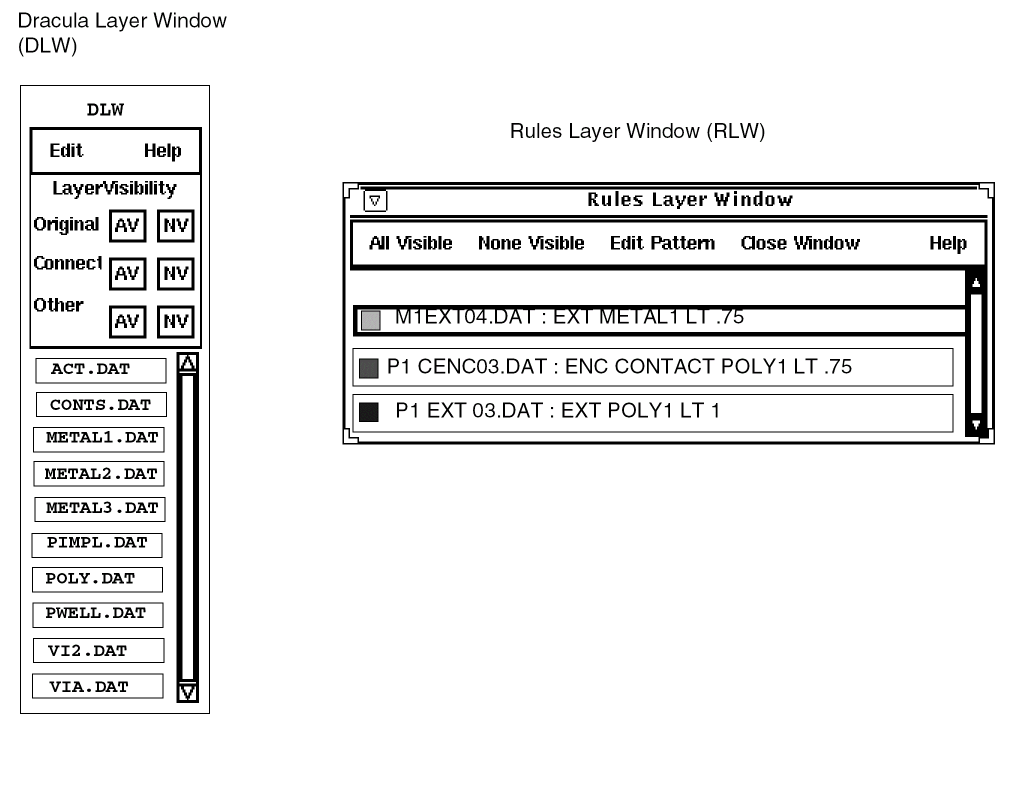 Dracula Layer Window
(DLW)
DLW
Edit Help
LayerVisibility
Original AV NV
Connect AV NV
Other AV NV
ACT.DAT
CONTS.DAT
METAL1.DAT
METAL2.DAT
METAL3.DAT
PIMPL.DAT
POLY.DAT
PWELL.DAT
VI2.DAT
VIA.DAT
Rules Layer Window (RLW)
Rules Layer Window
All Visible None Visible Edit Pattern Close Window Help
M1EXT04.DAT : EXT METAL1 LT .75
P1 CENC03.DAT : ENC CONTACT POLY1 LT .75
P1 EXT 03.DAT : EXT POLY1 LT 1